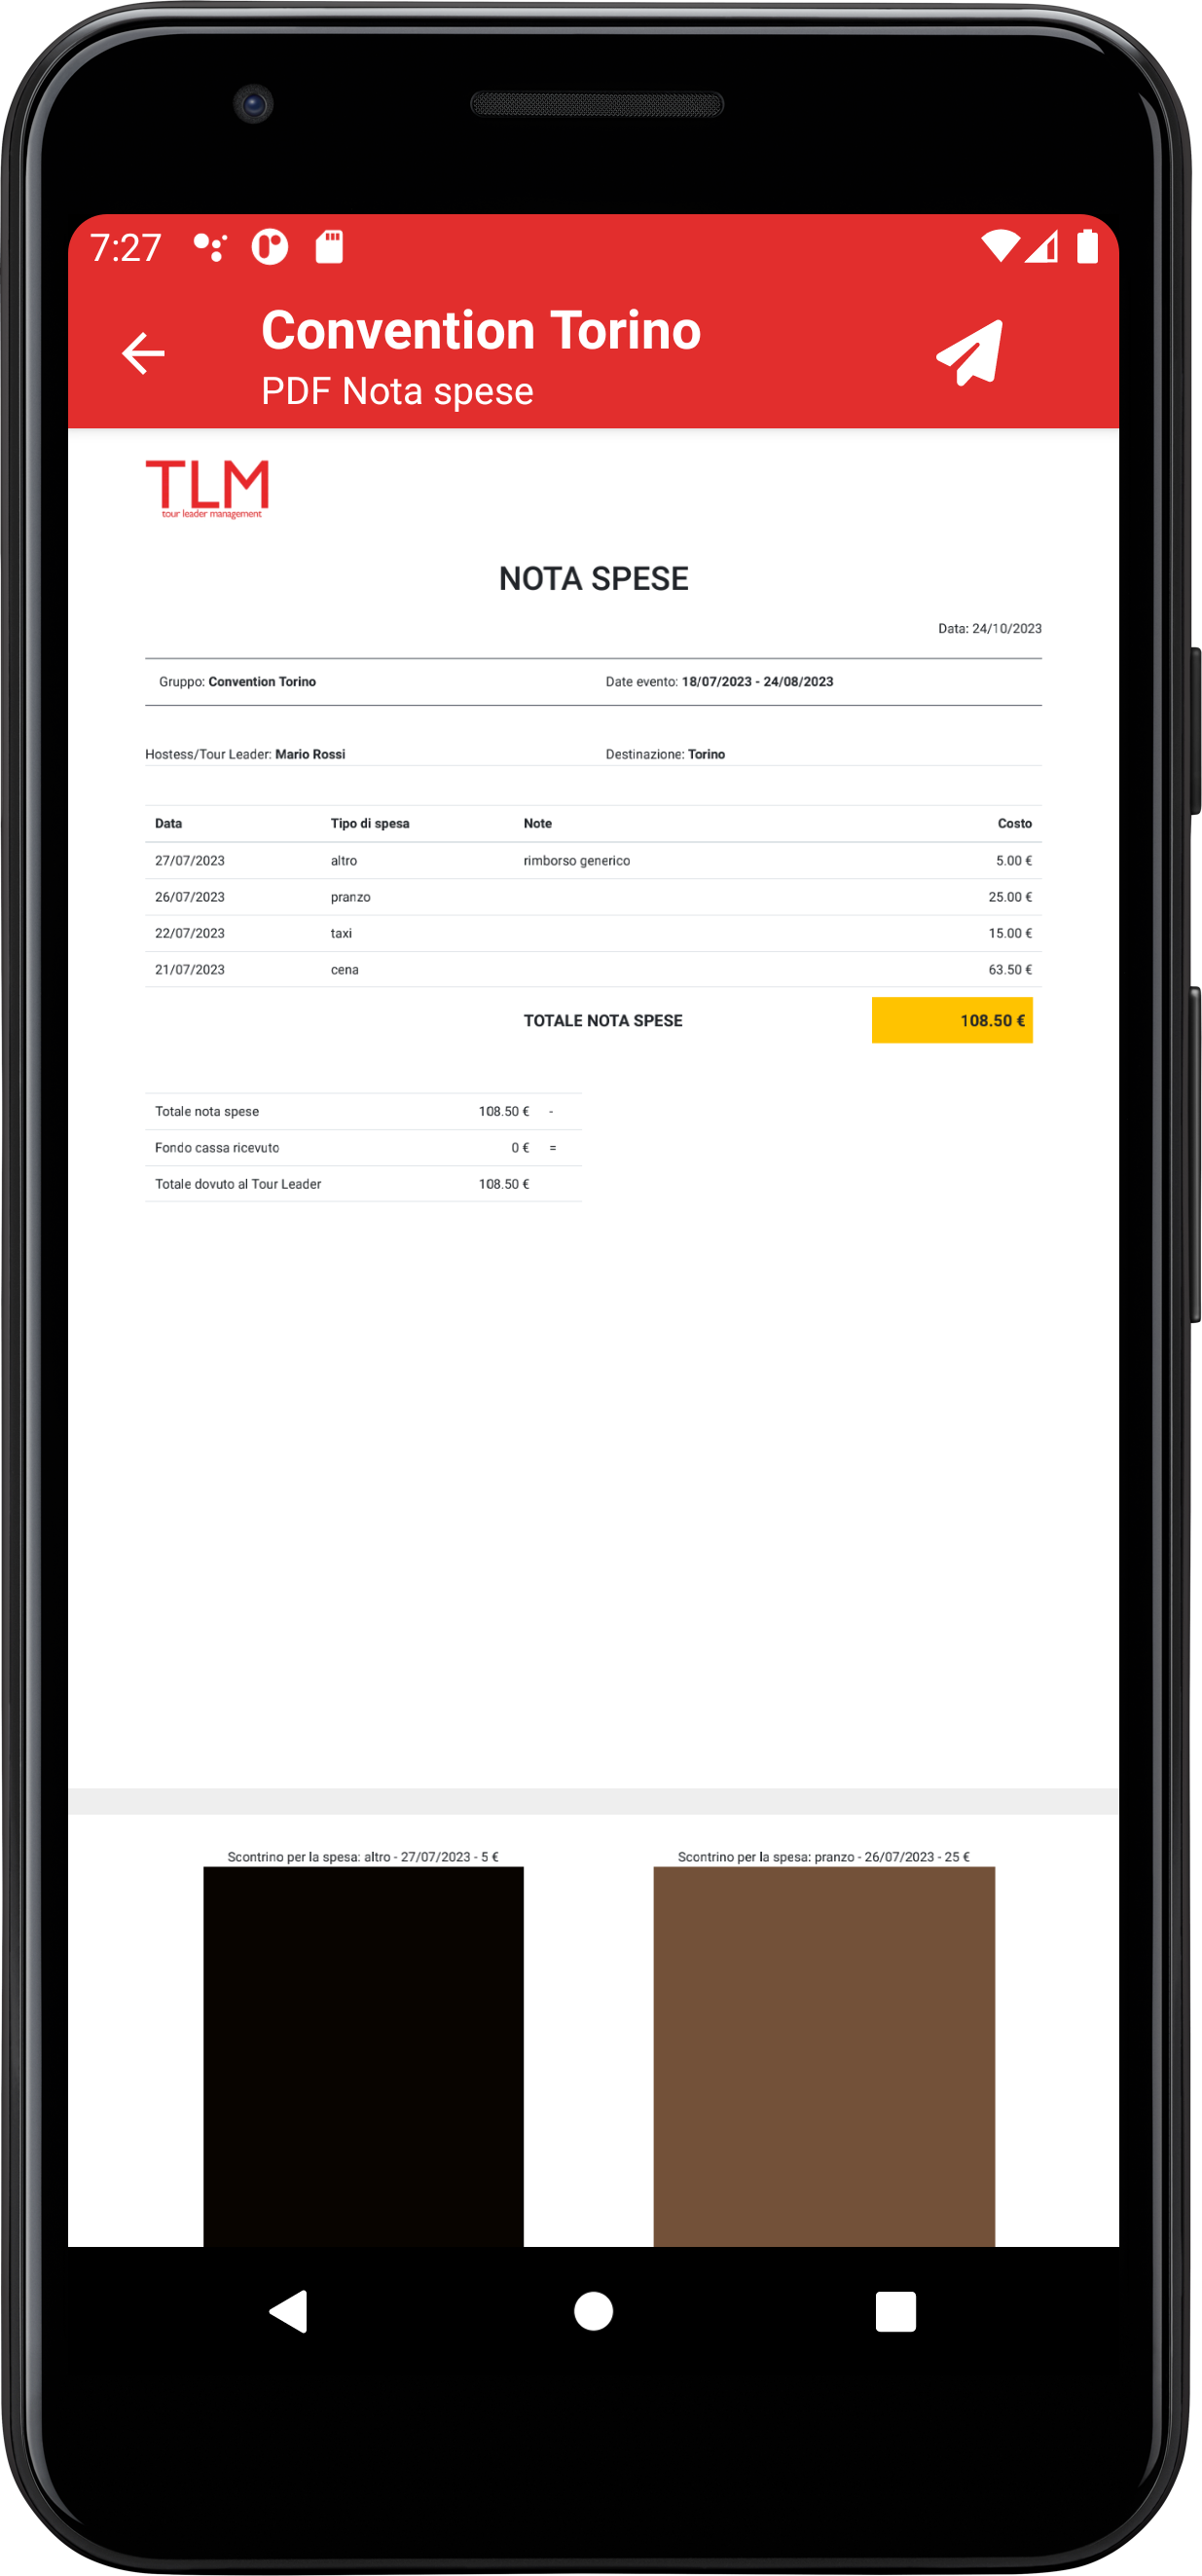 7:27
Convention Torino
PDF Nota spese
TLM
tour leader management
NOTA SPESE
Data: 24/10/2023
Gruppo: Convention Torino Date evento: 18/07/2023 - 24/08/2023
Hostess/Tour Leader: Mario Rossi Destinazione: Torino
Data Tipo di spesa Note Costo
27/07/2023 altro rimborso generico 5.00 €
26/07/2023 pranzo 25.00 €
22/07/2023 taxi 15.00 €
21/07/2023 cena 63.50 €
TOTALE NOTA SPESE 108.50 €
Totale nota spese 108.50 € -
Fondo cassa ricevuto 0 € =
Totale dovuto al Tour Leader 108.50 €
Scontrino per la spesa: altro - 27/07/2023 - 5 € Scontrino per la spesa: pranzo - 26/07/2023 - 25 €